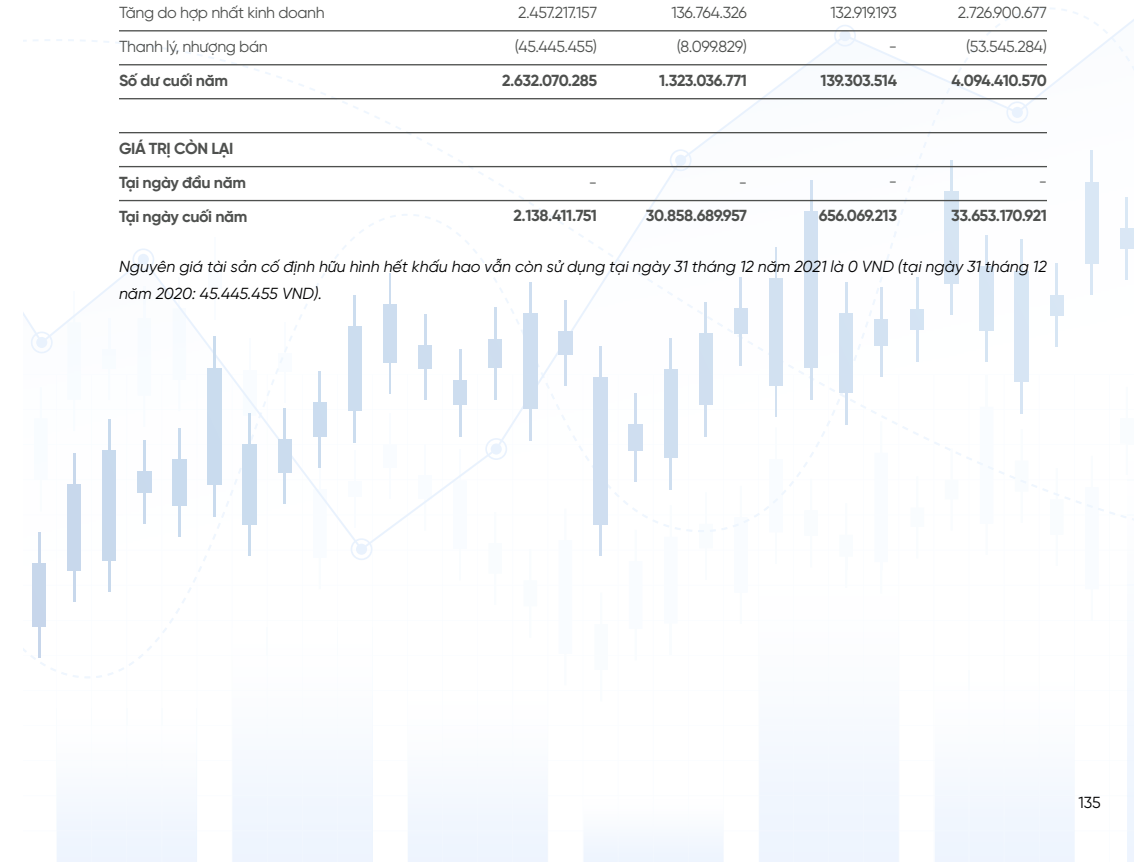 Tăng do hợp nhất kinh doanh 2.457.217.157 136.764.326 132.919.193 2.726.900.677
Thanh lý, nhượng bán (45.445.455) (8.099.829) - (53.545.284)
Số dư cuối năm 2.632.070.285 1.323.036.771 139.303.514 4.094.410.570
GIÁ TRỊ CÒN LẠI
Tại ngày đầu năm - - - -
Tại ngày cuối năm 2.138.411.751 30.858.689.957 656.069.213 33.653.170.921
Nguyên giá tài sản cố định hữu hình hết khấu hao vẫn còn sử dụng tại ngày 31 tháng 12 năm 2021 là 0 VND (tại ngày 31 tháng 12
năm 2020: 45.445.455 VND).
135